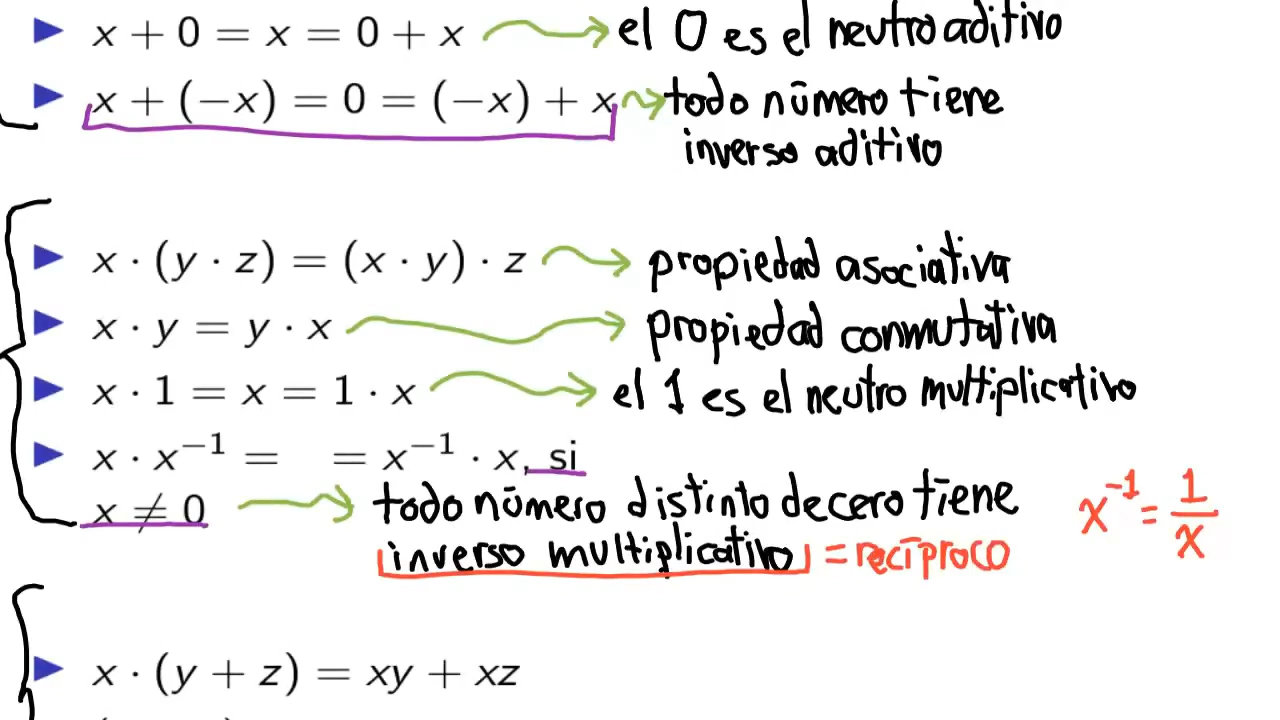 ▶ x + 0 = x = 0 + x el 0 es el neutro aditivo
▶ x + (−x) = 0 = (−x) + x todo número tiene
inverso aditivo
▶ x · (y · z) = (x · y) · z propiedad asociativa
▶ x · y = y · x propiedad conmutativa
▶ x · 1 = x = 1 · x el 1 es el neutro multiplicativo
▶ x · x⁻¹ = = x⁻¹ · x, si
x ≠ 0 todo número distinto de cero tiene
inverso multiplicativo = recíproco
x⁻¹ = 1/x
▶ x · (y + z) = xy + xz